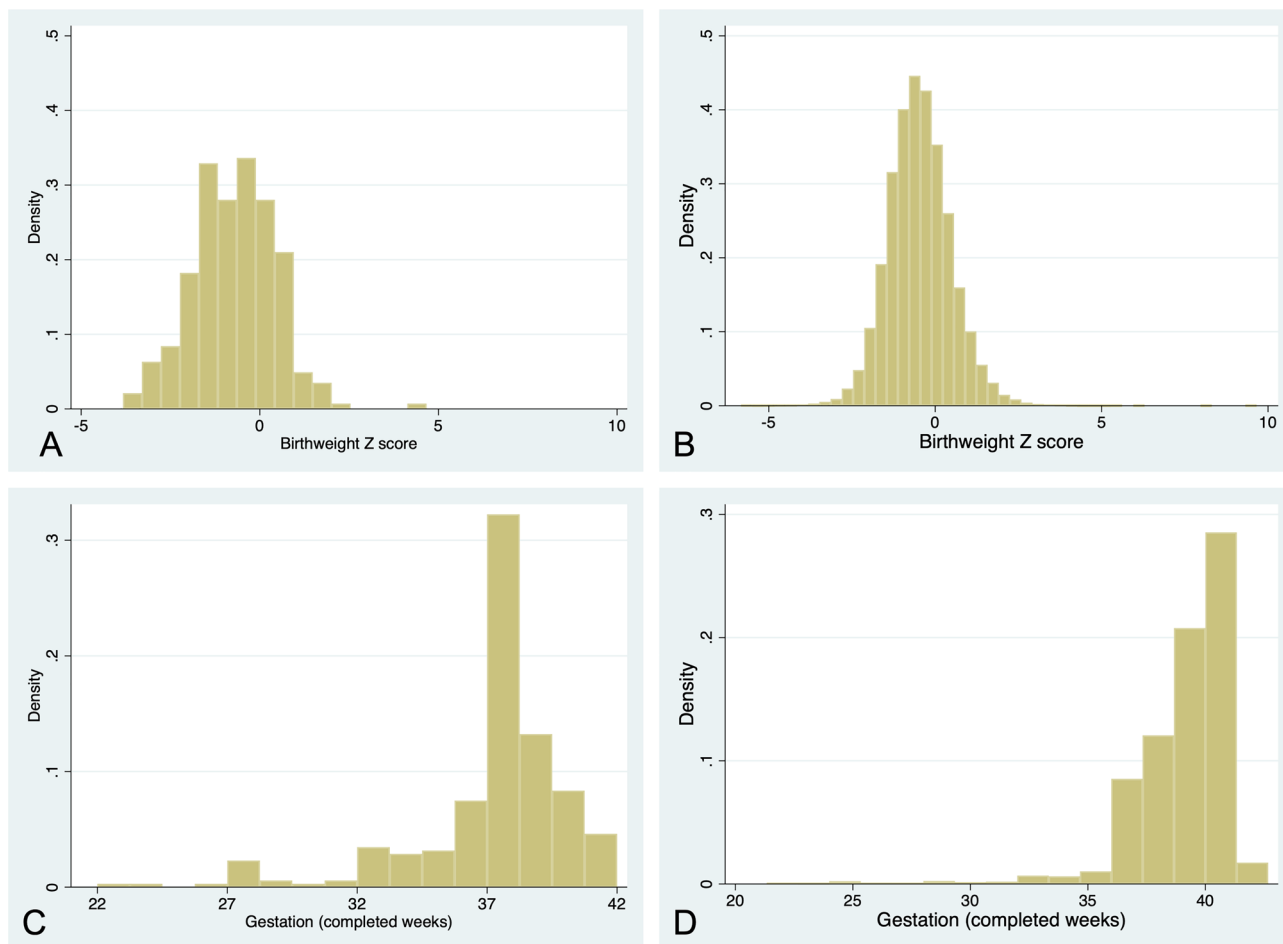 Density
.5
.4
.3
.2
.1
0
-5 0 5 10
Birthweight Z score
A
Density
.5
.4
.3
.2
.1
0
-5 0 5 10
Birthweight Z score
B
Density
.3
.2
.1
0
22 27 32 37 42
Gestation (completed weeks)
C
Density
.3
.2
.1
0
20 25 30 35 40
Gestation (completed weeks)
D